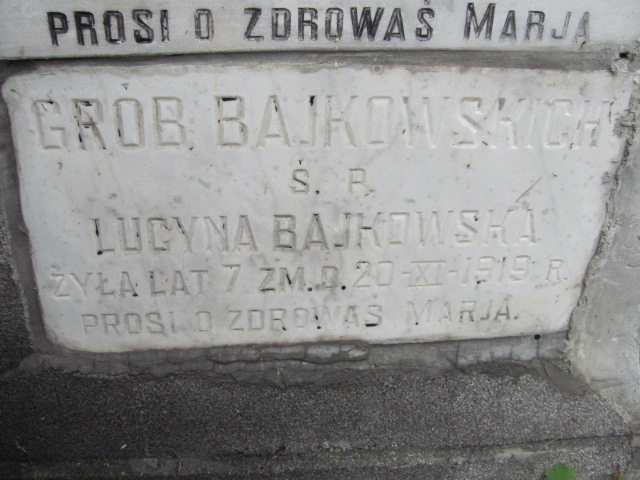 PROSI O ZDROWAŚ MARJA
GRÓB BAJKOWSKICH
Ś. P.
LUCYNA BAJKOWSKA
ŻYŁA LAT 7 ZM. D. 20-XI-1919 R.
PROSI O ZDROWAŚ MARJA.